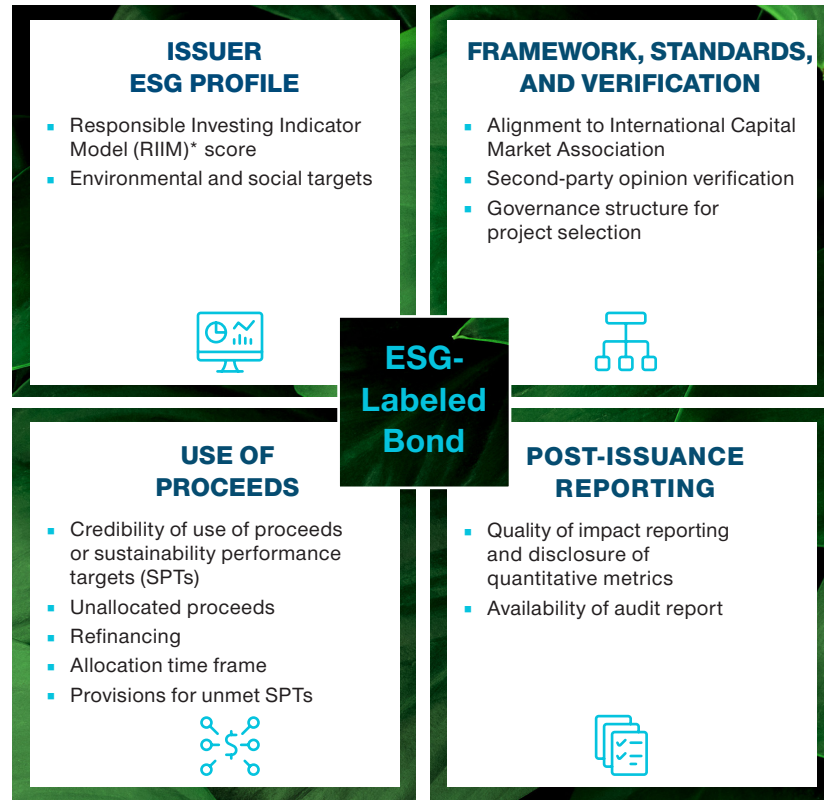 ISSUER
ESG PROFILE
▪ Responsible Investing Indicator
Model (RIIM)* score
▪ Environmental and social targets
FRAMEWORK, STANDARDS,
AND VERIFICATION
▪ Alignment to International Capital
Market Association
▪ Second-party opinion verification
▪ Governance structure for
project selection
ESG-
Labeled
Bond
USE OF
PROCEEDS
▪ Credibility of use of proceeds
or sustainability performance
targets (SPTs)
▪ Unallocated proceeds
▪ Refinancing
▪ Allocation time frame
▪ Provisions for unmet SPTs
$
POST-ISSUANCE
REPORTING
▪ Quality of impact reporting
and disclosure of
quantitative metrics
▪ Availability of audit report